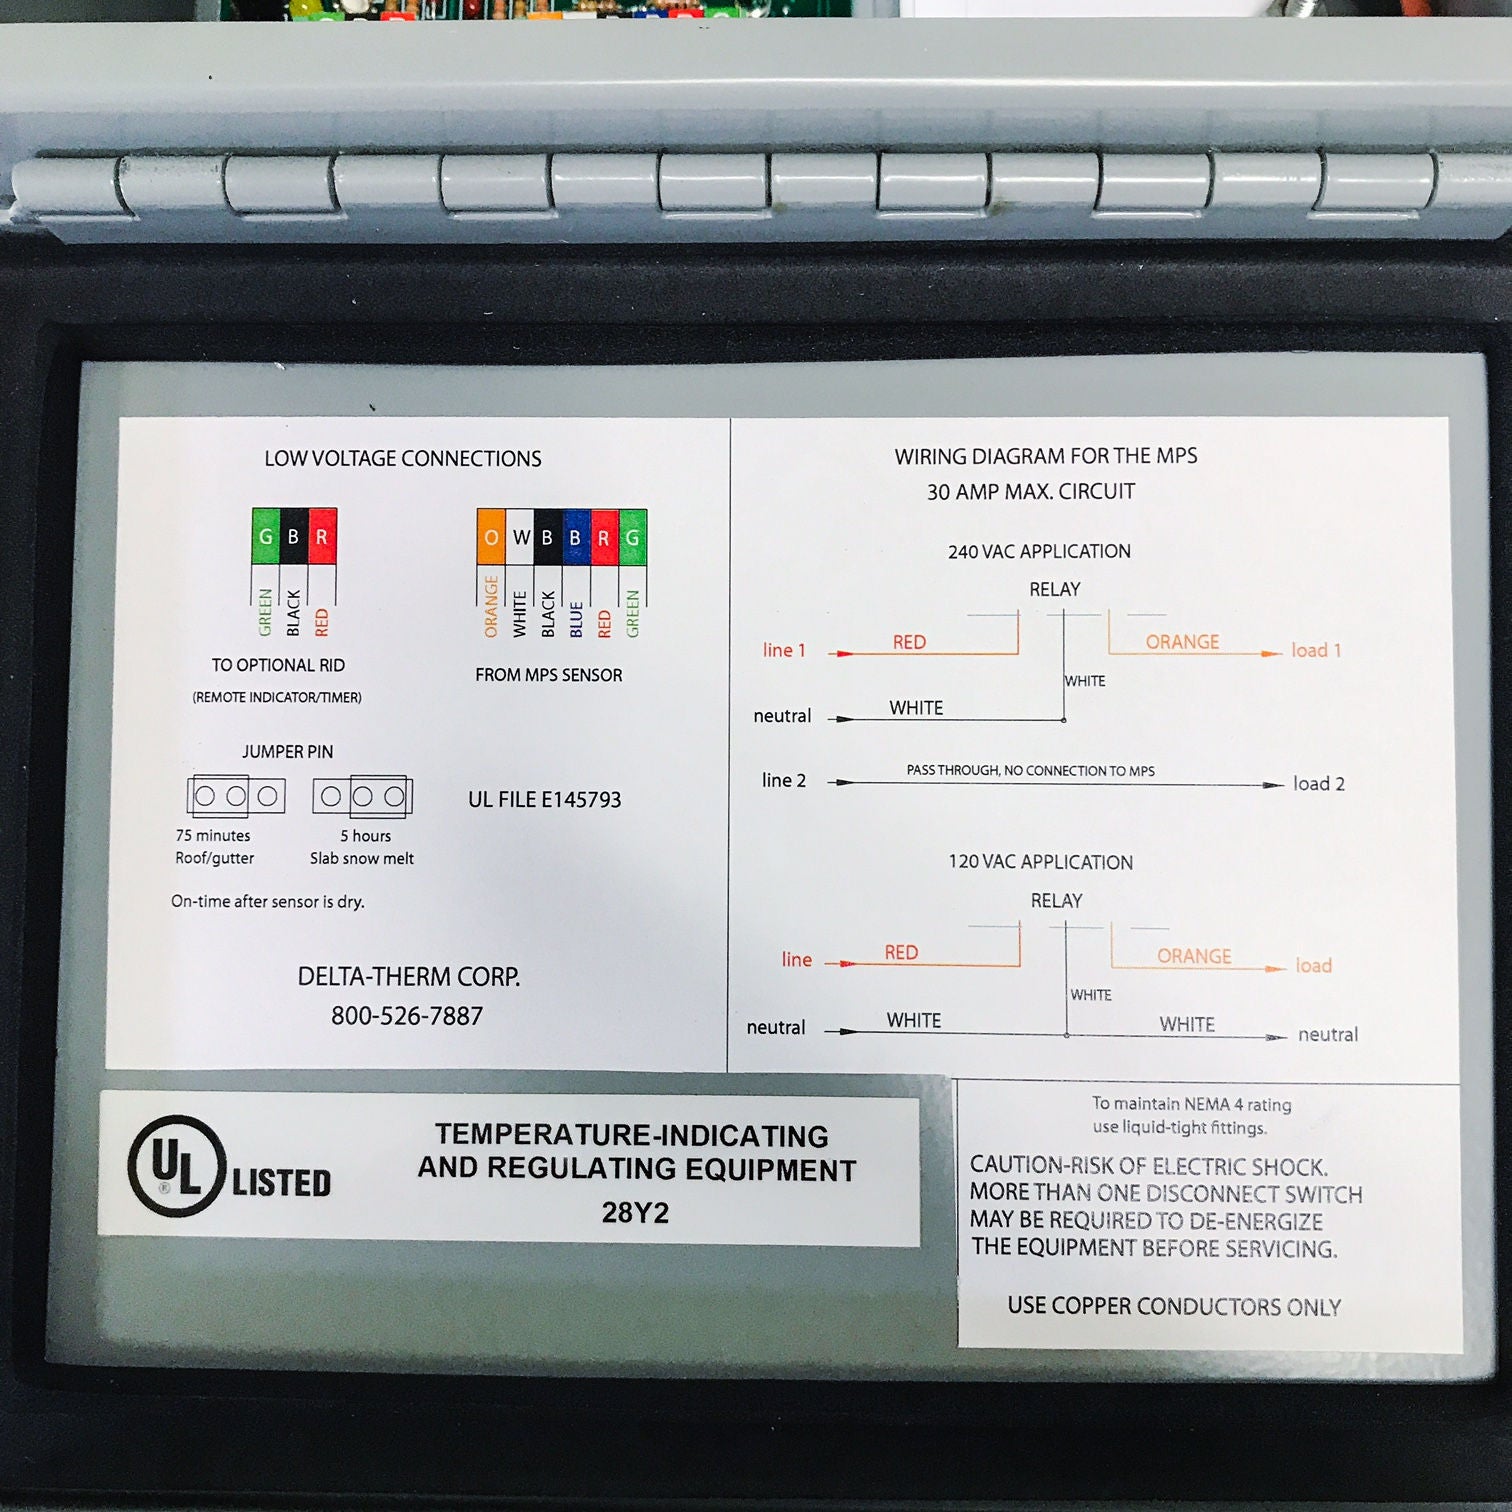 LOW VOLTAGE CONNECTIONS
G B R
GREEN BLACK RED
TO OPTIONAL RID
(REMOTE INDICATOR/TIMER)
O W B B R G
ORANGE WHITE BLACK BLUE RED GREEN
FROM MPS SENSOR
JUMPER PIN
75 minutes
Roof/gutter
5 hours
Slab snow melt
On-time after sensor is dry.
UL FILE E145793
DELTA-THERM CORP.
800-526-7887
WIRING DIAGRAM FOR THE MPS
30 AMP MAX. CIRCUIT
240 VAC APPLICATION
RELAY
line 1 RED ORANGE load 1
WHITE
neutral WHITE
line 2 PASS THROUGH, NO CONNECTION TO MPS load 2
120 VAC APPLICATION
RELAY
line RED ORANGE load
WHITE
neutral WHITE WHITE neutral
UL ® LISTED
TEMPERATURE-INDICATING
AND REGULATING EQUIPMENT
28Y2
To maintain NEMA 4 rating
use liquid-tight fittings.
CAUTION-RISK OF ELECTRIC SHOCK.
MORE THAN ONE DISCONNECT SWITCH
MAY BE REQUIRED TO DE-ENERGIZE
THE EQUIPMENT BEFORE SERVICING.
USE COPPER CONDUCTORS ONLY